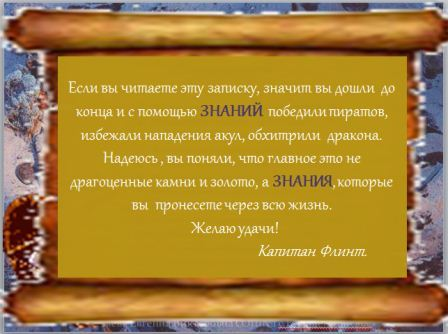 Если вы читаете эту записку, значит вы дошли до
конца и с помощью ЗНАНИЙ победили пиратов,
избежали нападения акул, обхитрили дракона.
Надеюсь , вы поняли, что главное это не
драгоценные камни и золото, а ЗНАНИЯ,которые
вы пронесете через всю жизнь.
Желаю удачи!
Капитан Флинт.